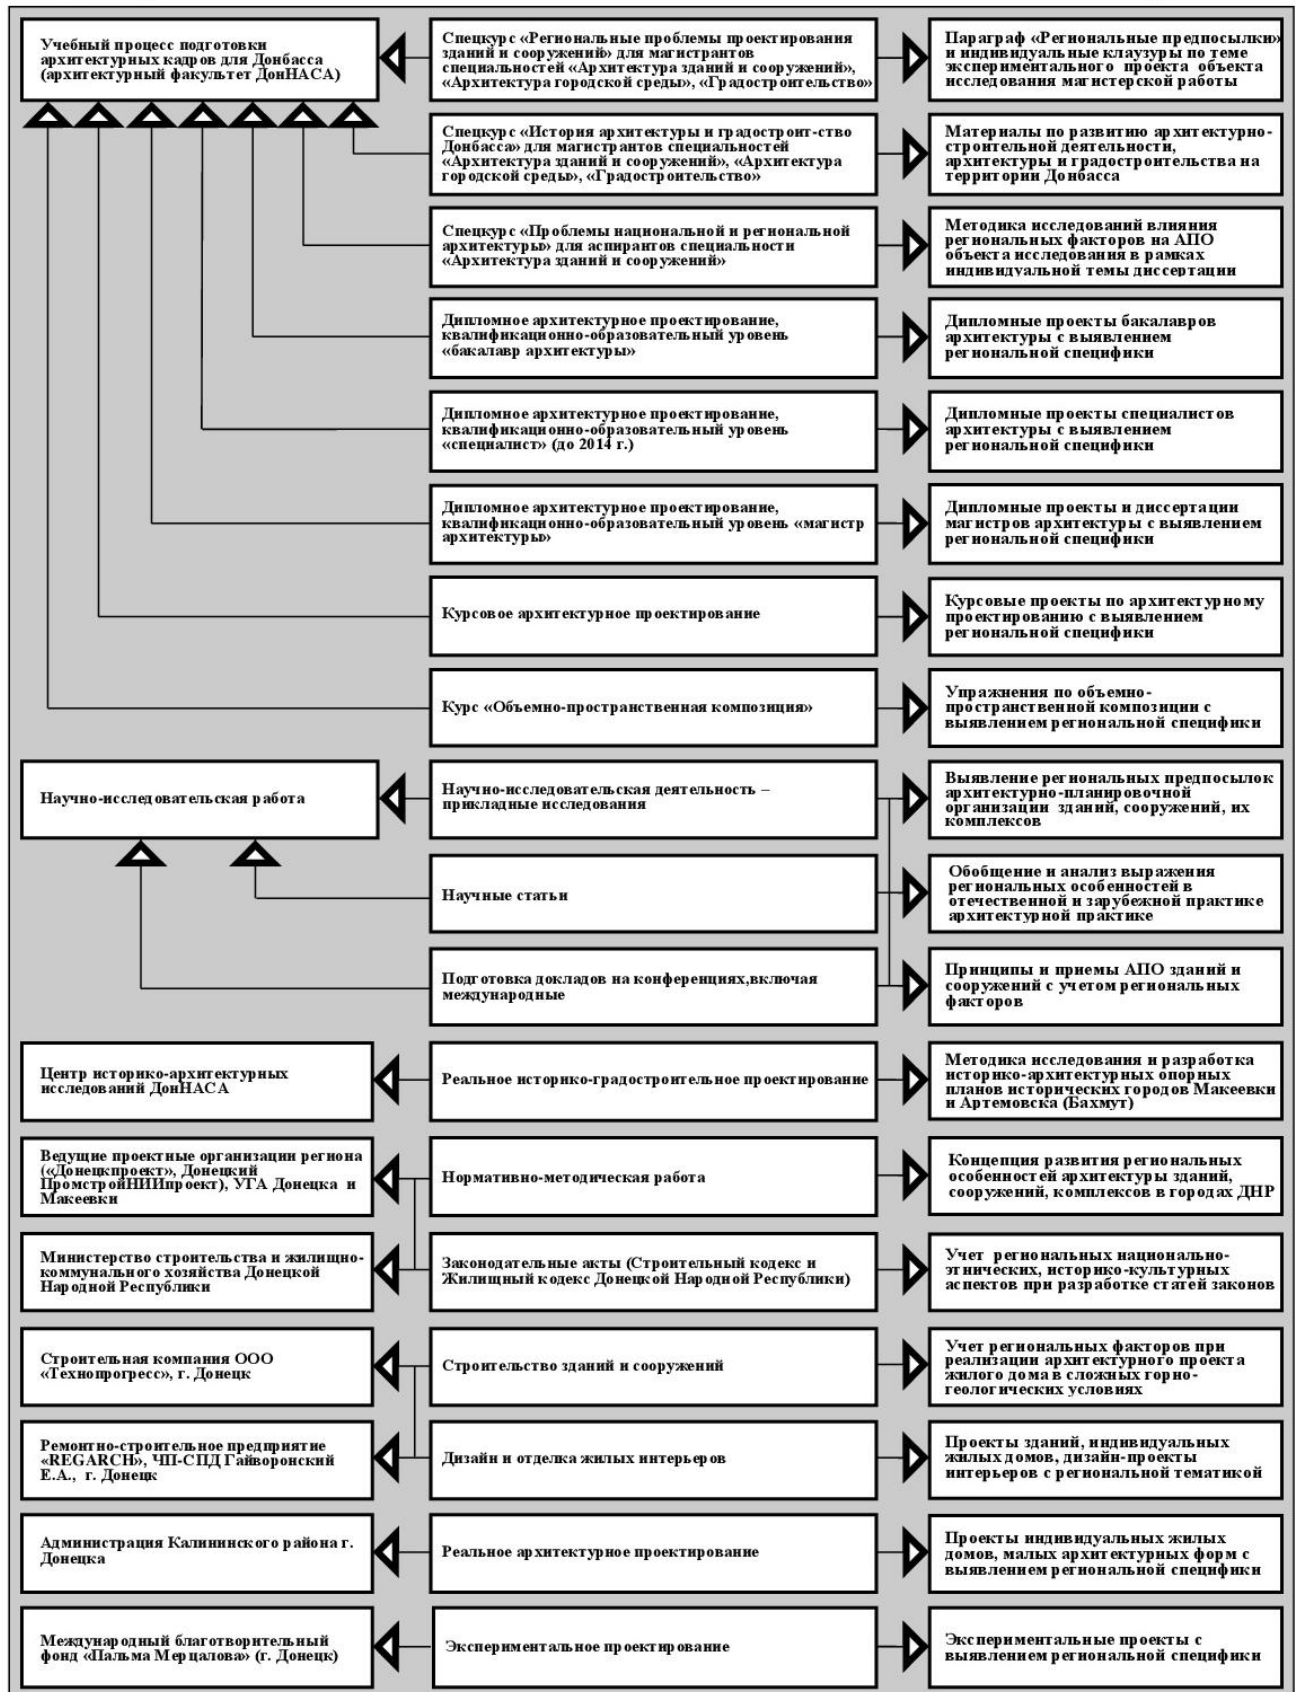 Учебный процесс подготовки
архитектурных кадров для Донбасса
(архитектурный факультет ДонНАСА)
Спецкурс «Региональные проблемы проектирования
зданий и сооружений» для магистрантов
специальностей «Архитектура зданий и сооружений»,
«Архитектура городской среды», «Градостроительство»
Параграф «Региональные предпосылки»
и индивидуальные клаузуры по теме
экспериментального проекта объекта
исследования магистерской работы
Спецкурс «История архитектуры и градостроит-ство
Донбасса» для магистрантов специальностей
«Архитектура зданий и сооружений», «Архитектура
городской среды», «Градостроительство»
Материалы по развитию архитектурно-
строительной деятельности,
архитектуры и градостроительства на
территории Донбасса
Спецкурс «Проблемы национальной и региональной
архитектуры» для аспирантов специальности
«Архитектура зданий и сооружений»
Методика исследований влияния
региональных факторов на АПО
объекта исследования в рамках
индивидуальной темы диссертации
Дипломное архитектурное проектирование,
квалификационно-образовательный уровень
«бакалавр архитектуры»
Дипломные проекты бакалавров
архитектуры с выявлением
региональной специфики
Дипломное архитектурное проектирование,
квалификационно-образовательный уровень
«специалист» (до 2014 г.)
Дипломные проекты специалистов
архитектуры с выявлением
региональной специфики
Дипломное архитектурное проектирование,
квалификационно-образовательный уровень «магистр
архитектуры»
Дипломные проекты и диссертации
магистров архитектуры с выявлением
региональной специфики
Курсовое архитектурное проектирование
Курсовые проекты по архитектурному
проектированию с выявлением
региональной специфики
Курс «Объемно-пространственная композиция»
Упражнения по объемно-
пространственной композиции с
выявлением региональной специфики
Научно-исследовательская работа
Научно-исследовательская деятельность –
прикладные исследования
Выявление региональных предпосылок
архитектурно-планировочной
организации зданий, сооружений, их
комплексов
Научные статьи
Обобщение и анализ выражения
региональных особенностей в
отечественной и зарубежной практике
архитектурной практике
Подготовка докладов на конференциях,включая
международные
Принципы и приемы АПО зданий и
сооружений с учетом региональных
факторов
Центр историко-архитектурных
исследований ДонНАСА
Реальное историко-градостроительное проектирование
Методика исследования и разработка
историко-архитектурных опорных
планов исторических городов Макеевки
и Артемовска (Бахмут)
Ведущие проектные организации региона
(«Донецкпроект», Донецкий
ПромстройНИИпроект), УГА Донецка и
Макеевки
Нормативно-методическая работа
Концепция развития региональных
особенностей архитектуры зданий,
сооружений, комплексов в городах ДНР
Министерство строительства и жилищно-
коммунального хозяйства Донецкой
Народной Республики
Законодательные акты (Строительный кодекс и
Жилищный кодекс Донецкой Народной Республики)
Учет региональных национально-
этнических, историко-культурных
аспектов при разработке статей законов
Строительная компания ООО
«Технопрогресс», г. Донецк
Строительство зданий и сооружений
Учет региональных факторов при
реализации архитектурного проекта
жилого дома в сложных горно-
геологических условиях
Ремонтно-строительное предприятие
«REGARCH», ЧП-СПД Гайворонский
Е.А., г. Донецк
Дизайн и отделка жилых интерьеров
Проекты зданий, индивидуальных
жилых домов, дизайн-проекты
интерьеров с региональной тематикой
Администрация Калининского района г.
Донецка
Реальное архитектурное проектирование
Проекты индивидуальных жилых
домов, малых архитектурных форм с
выявлением региональной специфики
Международный благотворительный
фонд «Пальма Мерцалова» (г. Донецк)
Экспериментальное проектирование
Экспериментальные проекты с
выявлением региональной специфики